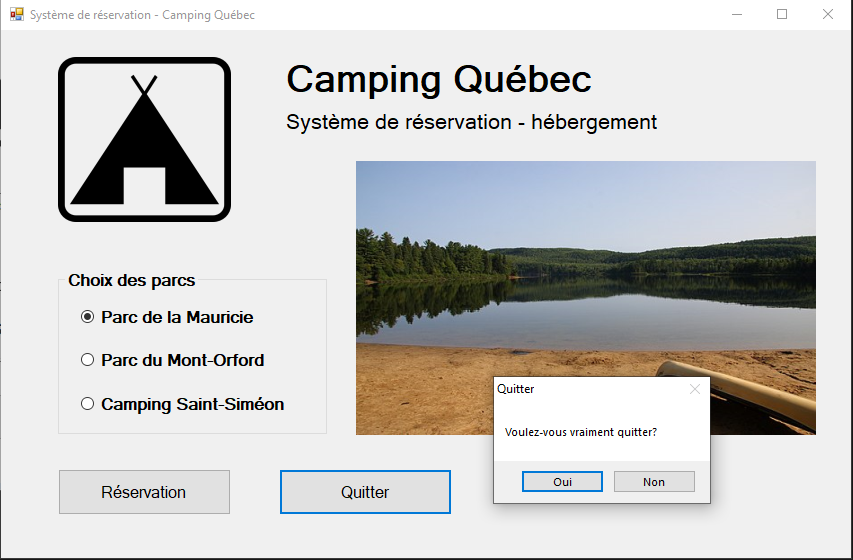 Système de réservation - Camping Québec
Camping Québec
Système de réservation - hébergement
Choix des parcs
Parc de la Mauricie
Parc du Mont-Orford
Camping Saint-Siméon
Réservation
Quitter
Quitter
Voulez-vous vraiment quitter?
Oui
Non